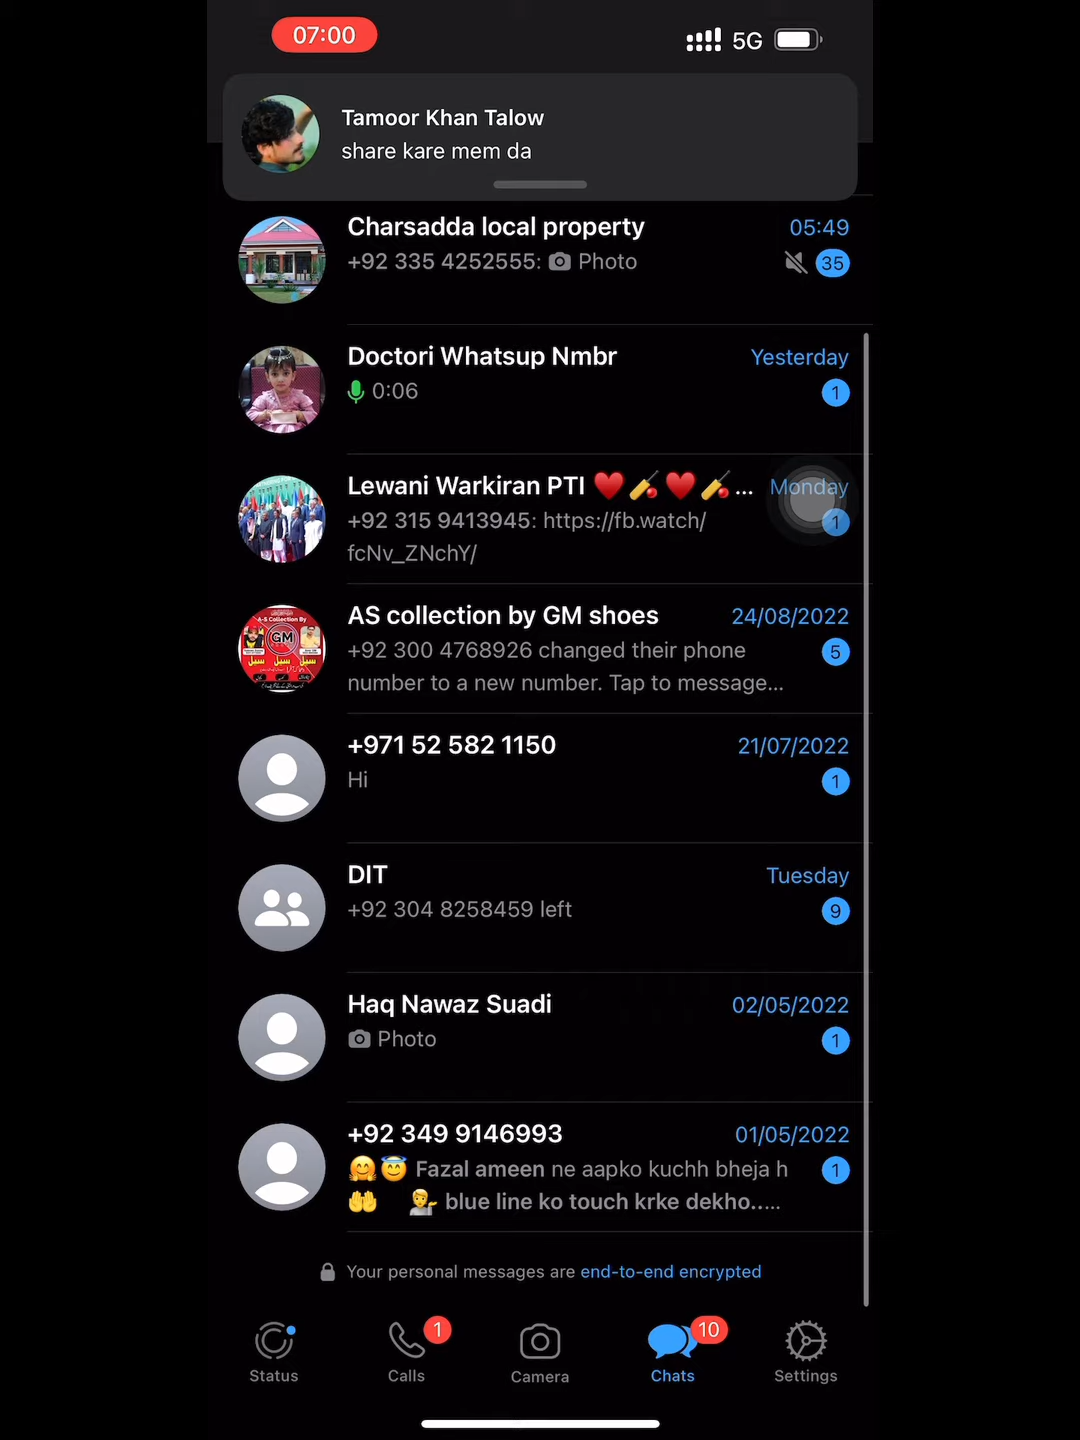 07:00
5G
Tamoor Khan Talow
share kare mem da
Charsadda local property
05:49
+92 335 4252555: Photo
35
Doctori Whatsup Nmbr
Yesterday
0:06
1
Lewani Warkiran PTI ❤️🏏❤️🏏...
Monday
+92 315 9413945: https://fb.watch/
fcNv_ZNchY/
1
AS collection by GM shoes
24/08/2022
+92 300 4768926 changed their phone
number to a new number. Tap to message...
5
GM
+971 52 582 1150
21/07/2022
Hi
1
DIT
Tuesday
+92 304 8258459 left
9
Haq Nawaz Suadi
02/05/2022
Photo
1
+92 349 9146993
01/05/2022
🤗😇 Fazal ameen ne aapko kuchh bheja h
🤲 💁 blue line ko touch krke dekho.....
1
Your personal messages are end-to-end encrypted
1
10
Status
Calls
Camera
Chats
Settings